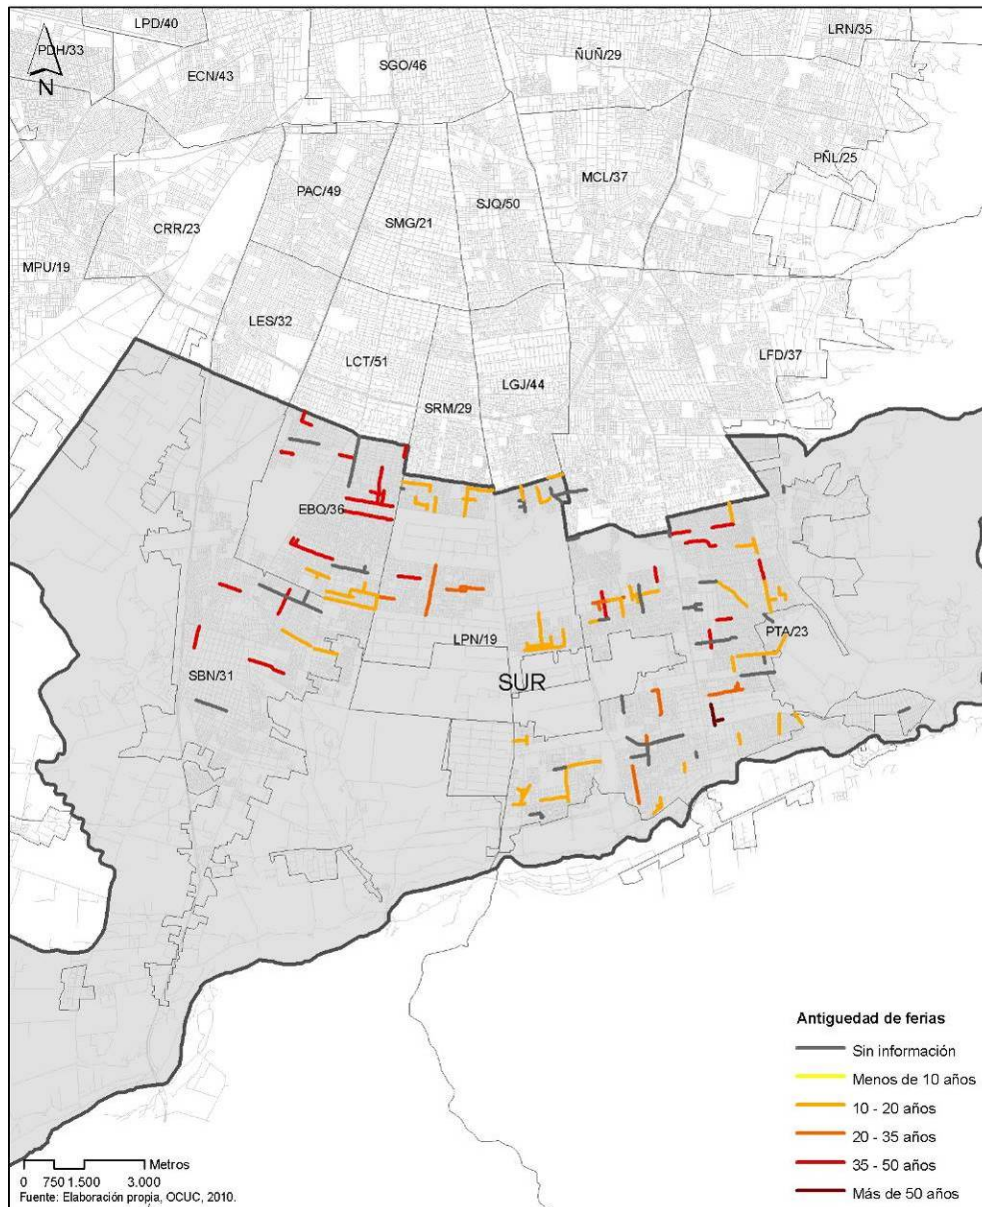 LPD/40
LRN/35
PDH/33
ÑUÑ/29
SGO/46
ECN/43
N
PÑL/25
MCL/37
PAC/49
SJQ/50
SMG/21
CRR/23
MPU/19
LES/32
LFD/37
LCT/51
LGJ/44
SRM/29
EBQ/36
PTA/23
LPN/19
SBN/31
SUR
Antiguedad de ferias
Sin información
Menos de 10 años
10 - 20 años
20 - 35 años
35 - 50 años
Más de 50 años
Metros
0 750 1.500 3.000
Fuente: Elaboración propia, OCUC, 2010.